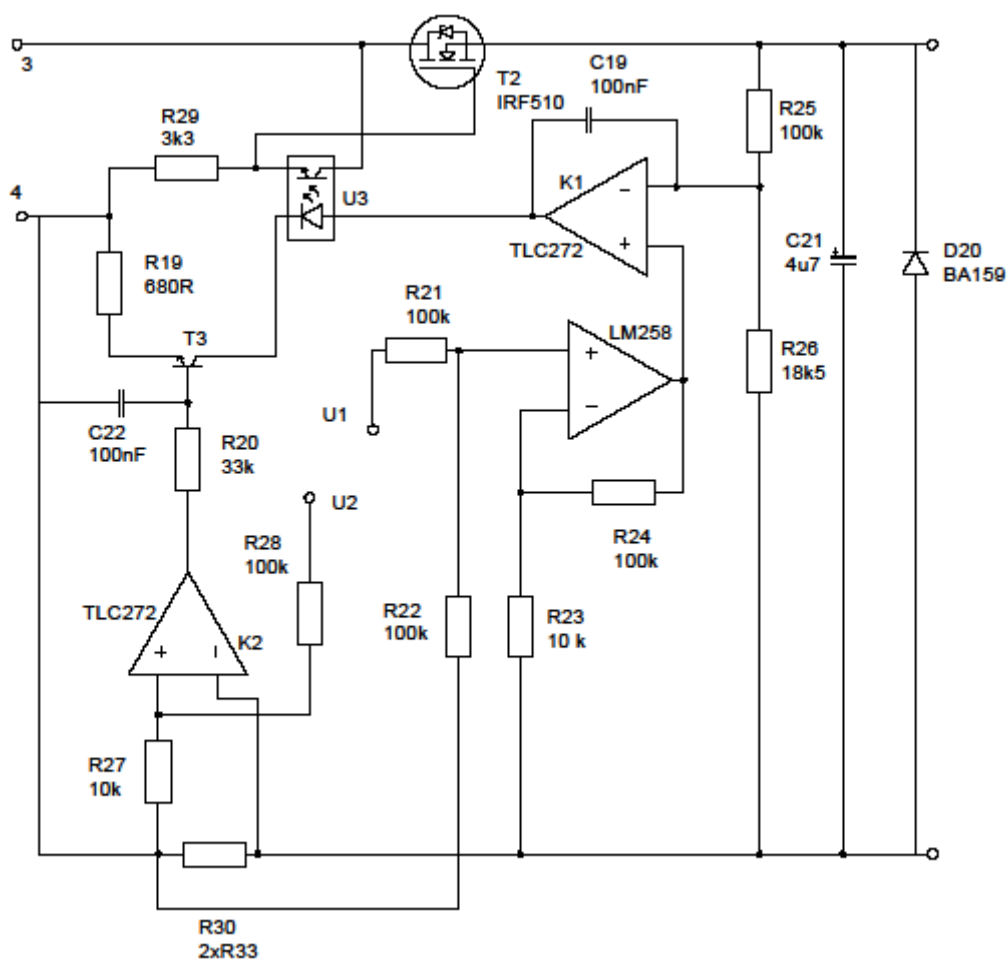 3
T2
IRF510
C19
100nF
R25
100k
R29
3k3
4
U3
K1
−
+
TLC272
C21
+
4u7
D20
BA159
R19
680R
R21
100k
LM258
+
−
R26
18k5
T3
U1
C22
100nF
R20
33k
U2
R24
100k
R28
100k
TLC272
+
−
K2
R22
100k
R23
10 k
R27
10k
R30
2xR33